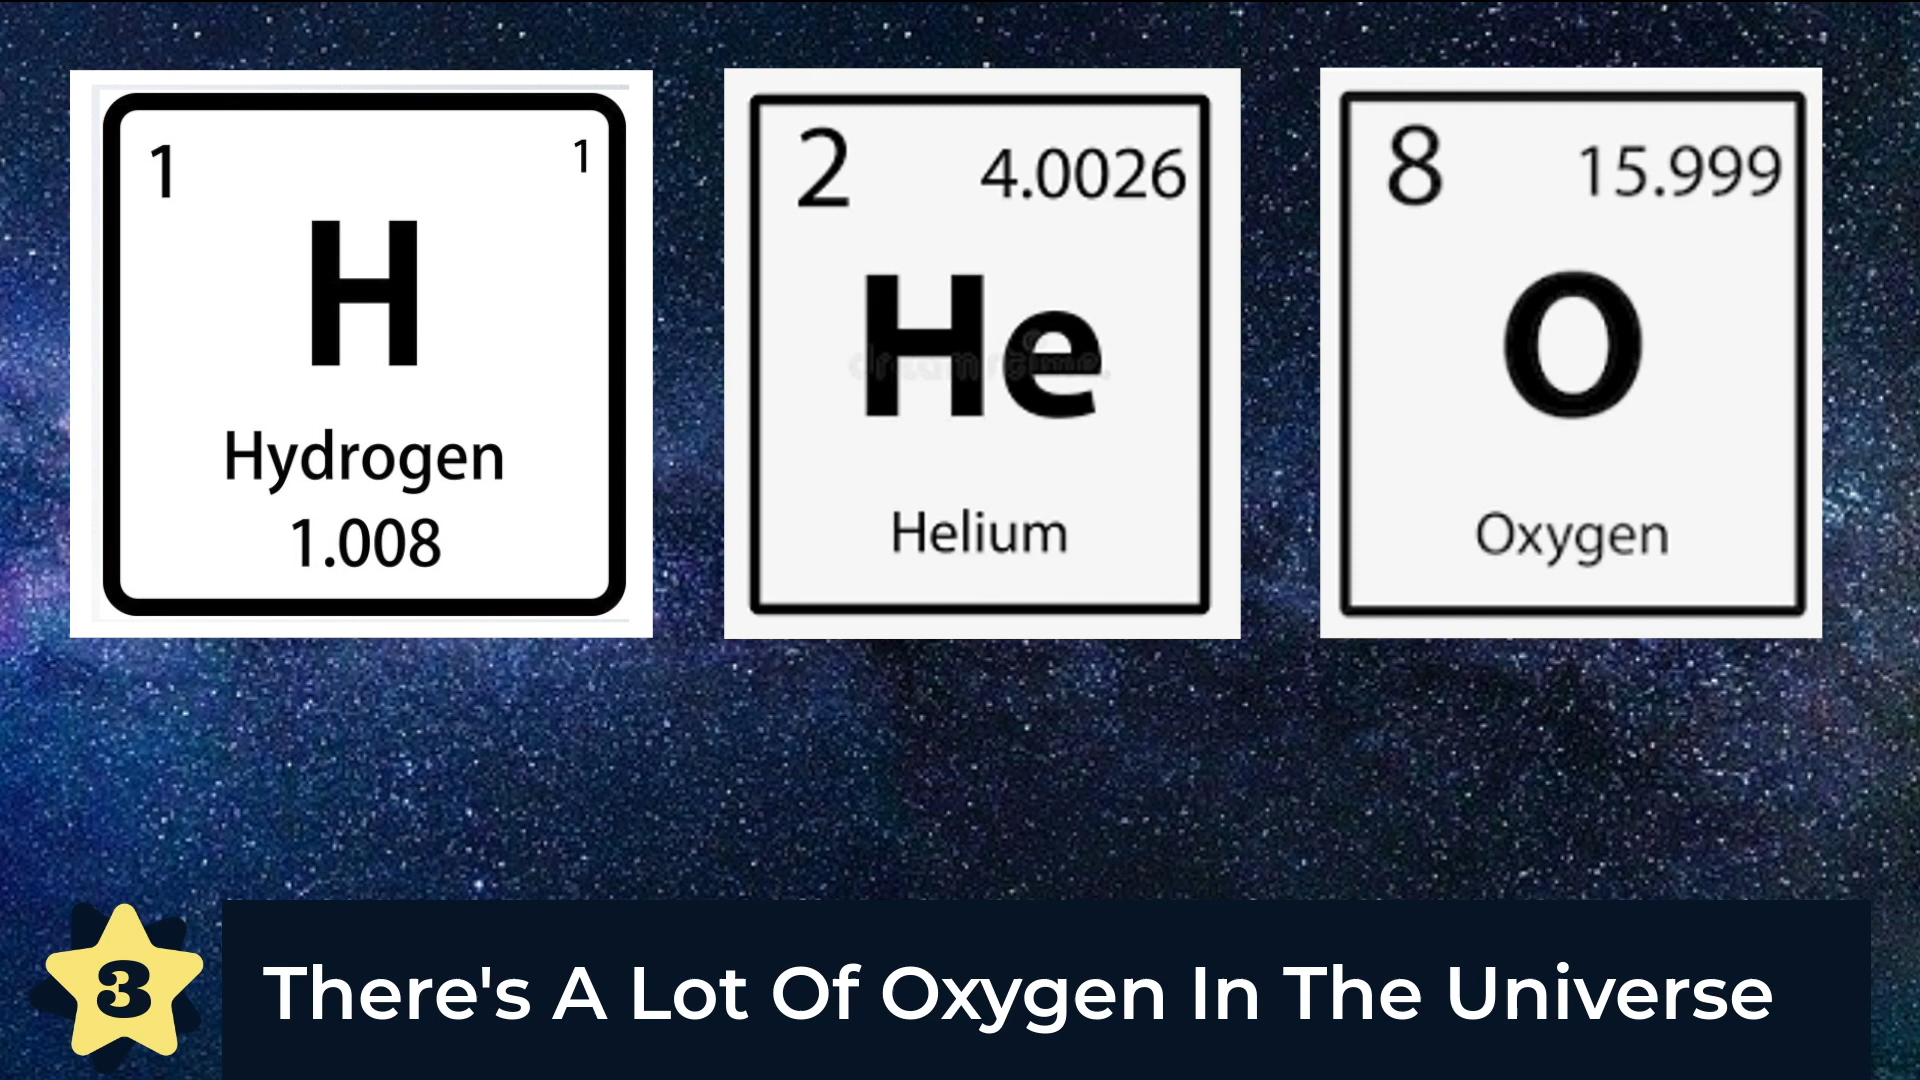 1 1
H
Hydrogen
1.008
2 4.0026
He
dreamstime.
Helium
8 15.999
O
Oxygen
3
There's A Lot Of Oxygen In The Universe